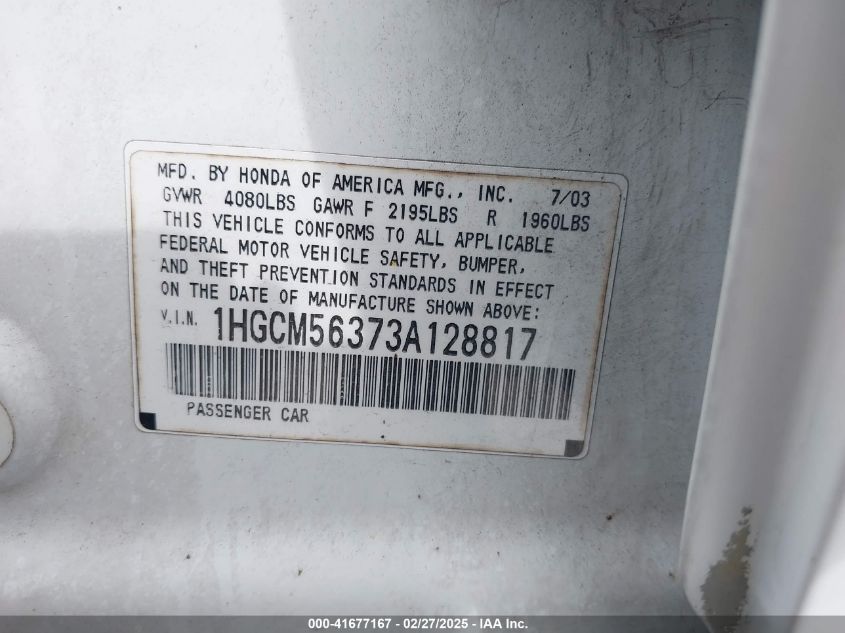 MFD. BY HONDA OF AMERICA MFG., INC. 7/03
GVWR 4080LBS GAWR F 2195LBS R 1960LBS
THIS VEHICLE CONFORMS TO ALL APPLICABLE
FEDERAL MOTOR VEHICLE SAFETY, BUMPER,
AND THEFT PREVENTION STANDARDS IN EFFECT
ON THE DATE OF MANUFACTURE SHOWN ABOVE:
V.I.N. 1HGCM56373A128817
PASSENGER CAR
000-41677167 - 02/27/2025 - IAA Inc.